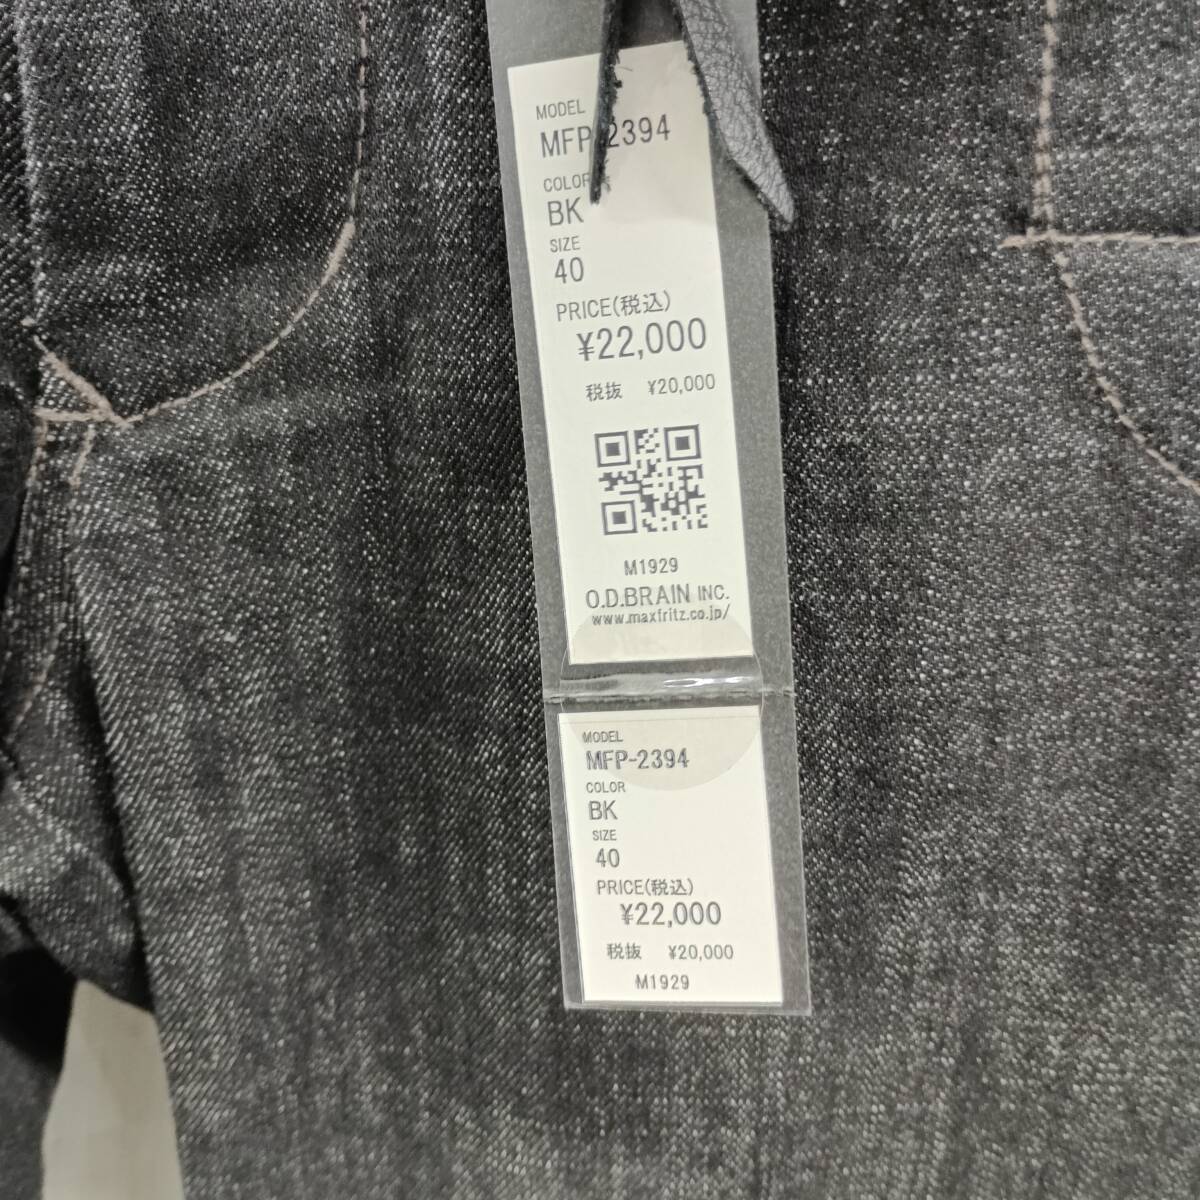 MODEL
MFP-2394
COLOR
BK
SIZE
40
PRICE(税込)
¥22,000
税抜 ¥20,000
M1929
O.D.BRAIN INC.
www.maxfritz.co.jp/
MODEL
MFP-2394
COLOR
BK
SIZE
40
PRICE(税込)
¥22,000
税抜 ¥20,000
M1929